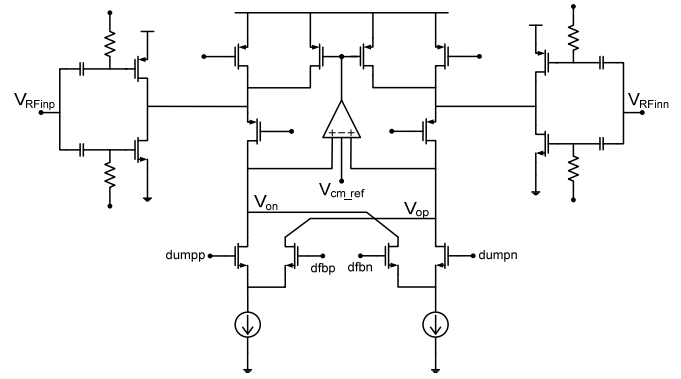 V_RFinp
V_RFinn
+ − +
V_cm_ref
V_on
V_op
dumpp
dfbp
dfbn
dumpn